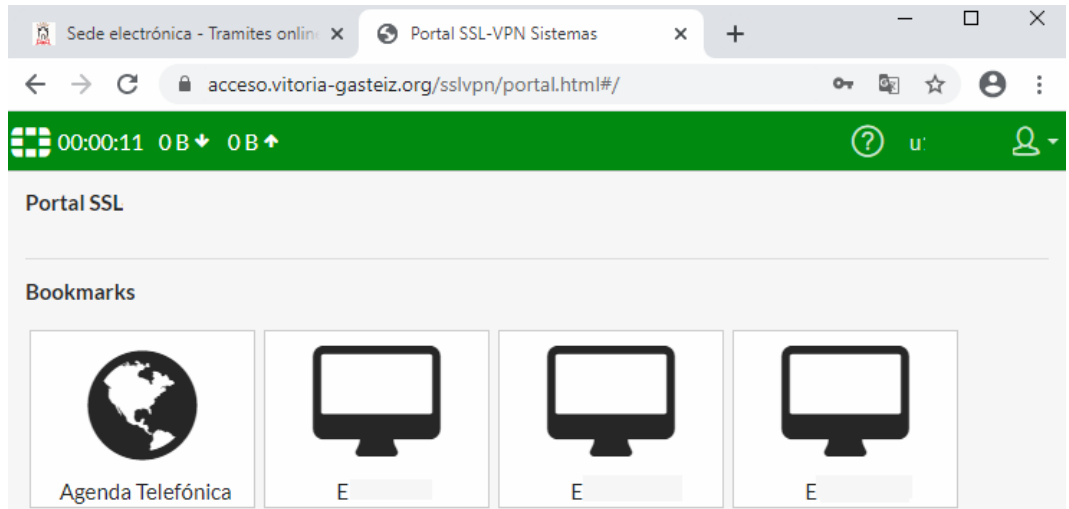 Sede electrónica - Tramites onlin
Portal SSL-VPN Sistemas
acceso.vitoria-gasteiz.org/sslvpn/portal.html#/
00:00:11 0 B 0 B
u
Portal SSL
Bookmarks
Agenda Telefónica
E
E
E